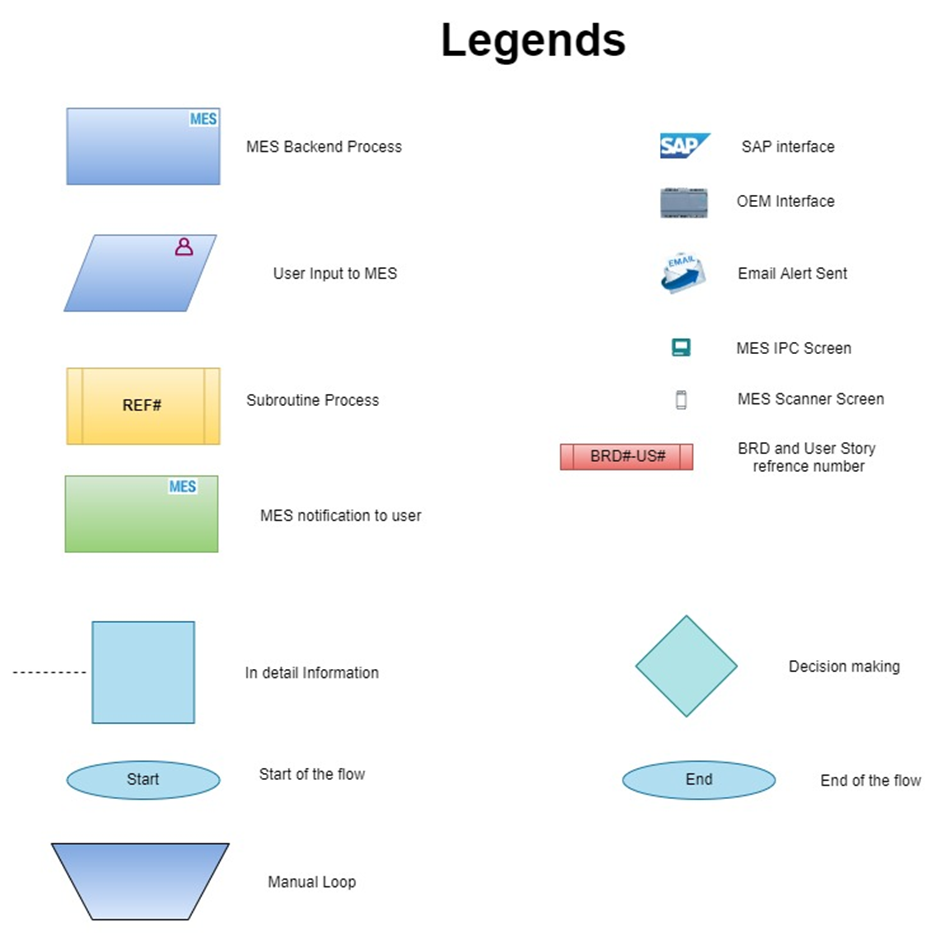 Legends
MES
MES Backend Process
User Input to MES
REF#
Subroutine Process
MES
MES notification to user
In detail Information
Start
Start of the flow
Manual Loop
SAP
SAP interface
OEM Interface
EMAIL
Email Alert Sent
MES IPC Screen
MES Scanner Screen
BRD#-US#
BRD and User Story
refrence number
Decision making
End
End of the flow